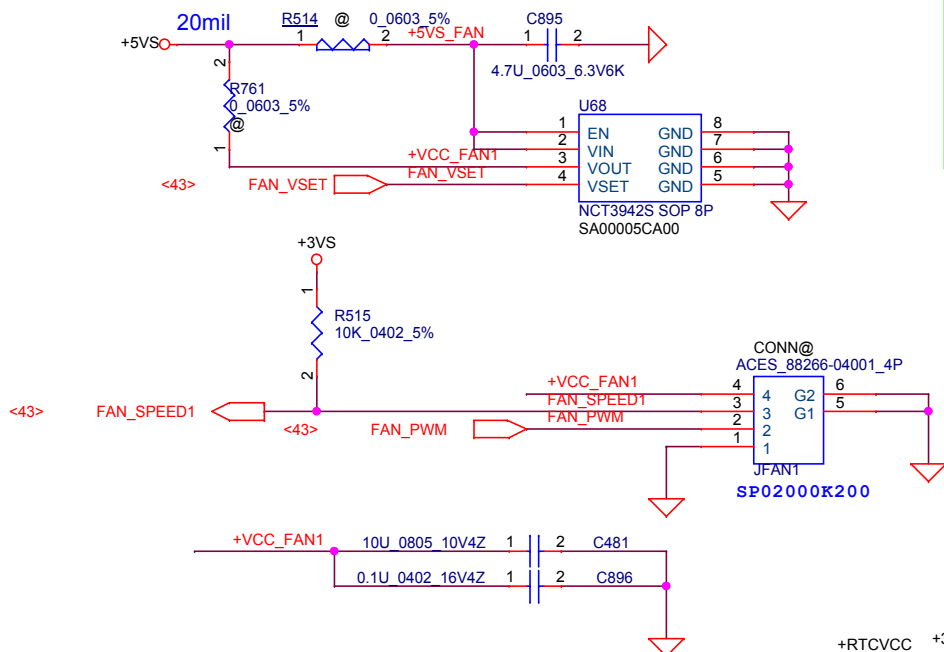 20mil
R514 @ 0_0603_5%
+5VS
1 2
+5VS_FAN
C895
1 2
4.7U_0603_6.3V6K
2
R761
0_0603_5%
@
1
U68
1 EN GND 8
2 VIN GND 7
+VCC_FAN1 3 VOUT GND 6
<43> FAN_VSET FAN_VSET 4 VSET GND 5
NCT3942S SOP 8P
SA00005CA00
+3VS
1
R515
10K_0402_5%
2
CONN@
ACES_88266-04001_4P
+VCC_FAN1 4 4 G2 6
<43> FAN_SPEED1 FAN_SPEED1 3 3 G1 5
<43> FAN_PWM FAN_PWM 2 2
1 1
JFAN1
SP02000K200
+VCC_FAN1 10U_0805_10V4Z 1 2 C481
0.1U_0402_16V4Z 1 2 C896
+RTCVCC +3